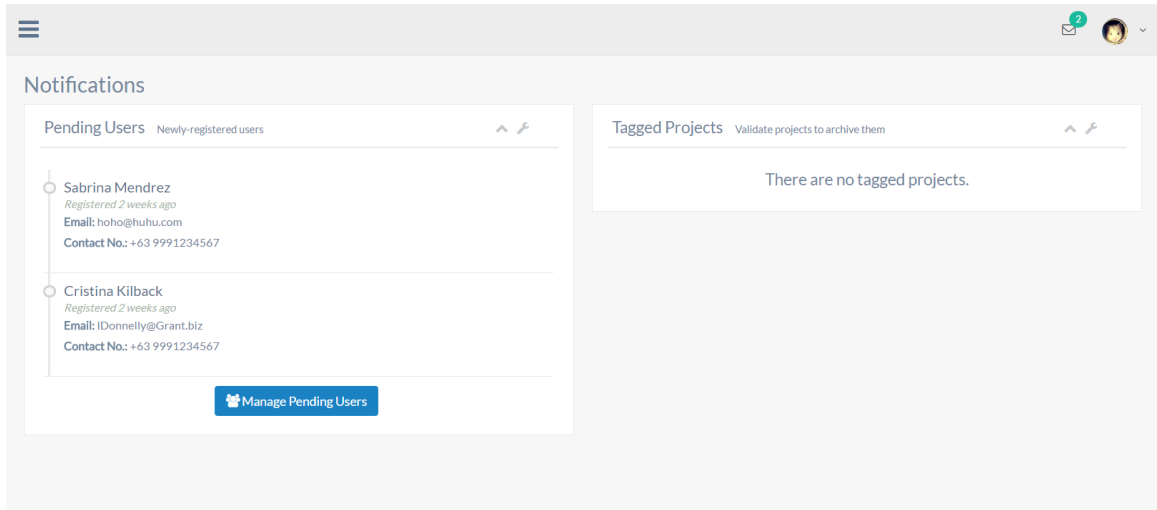 2
Notifications
Pending Users Newly-registered users
Sabrina Mendrez
Registered 2 weeks ago
Email: hoho@huhu.com
Contact No.: +63 9991234567
Cristina Kilback
Registered 2 weeks ago
Email: IDonnelly@Grant.biz
Contact No.: +63 9991234567
Manage Pending Users
Tagged Projects Validate projects to archive them
There are no tagged projects.